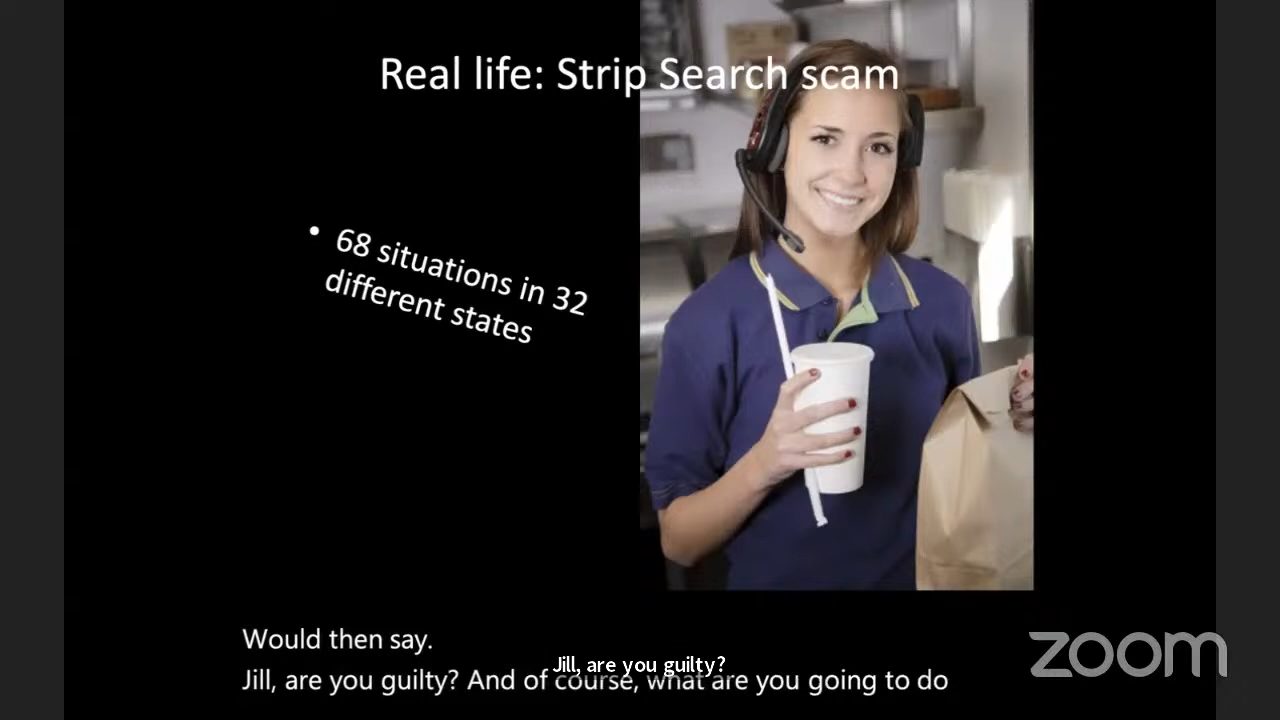 Real life: Strip Search scam
• 68 situations in 32
different states
Would then say.
Jill, are you guilty?
Jill, are you guilty? And of course, what are you going to do
zoom